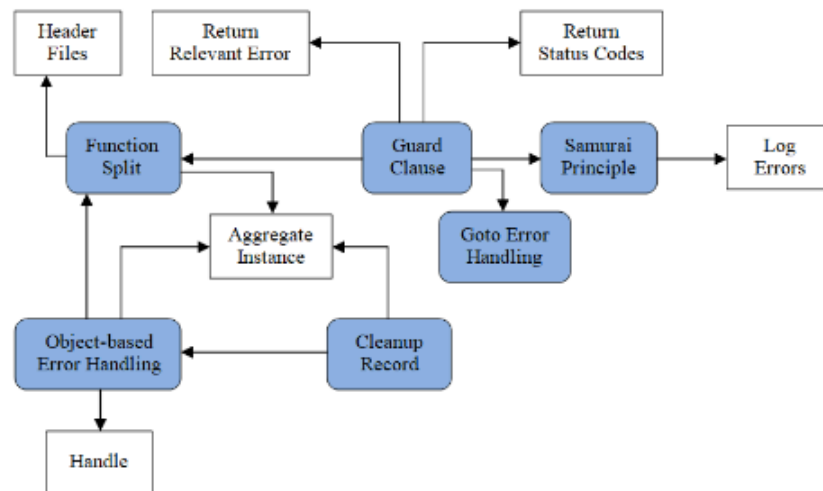 Header
Files
Return
Relevant Error
Return
Status Codes
Function
Split
Guard
Clause
Samurai
Principle
Log
Errors
Aggregate
Instance
Goto Error
Handling
Object-based
Error Handling
Cleanup
Record
Handle